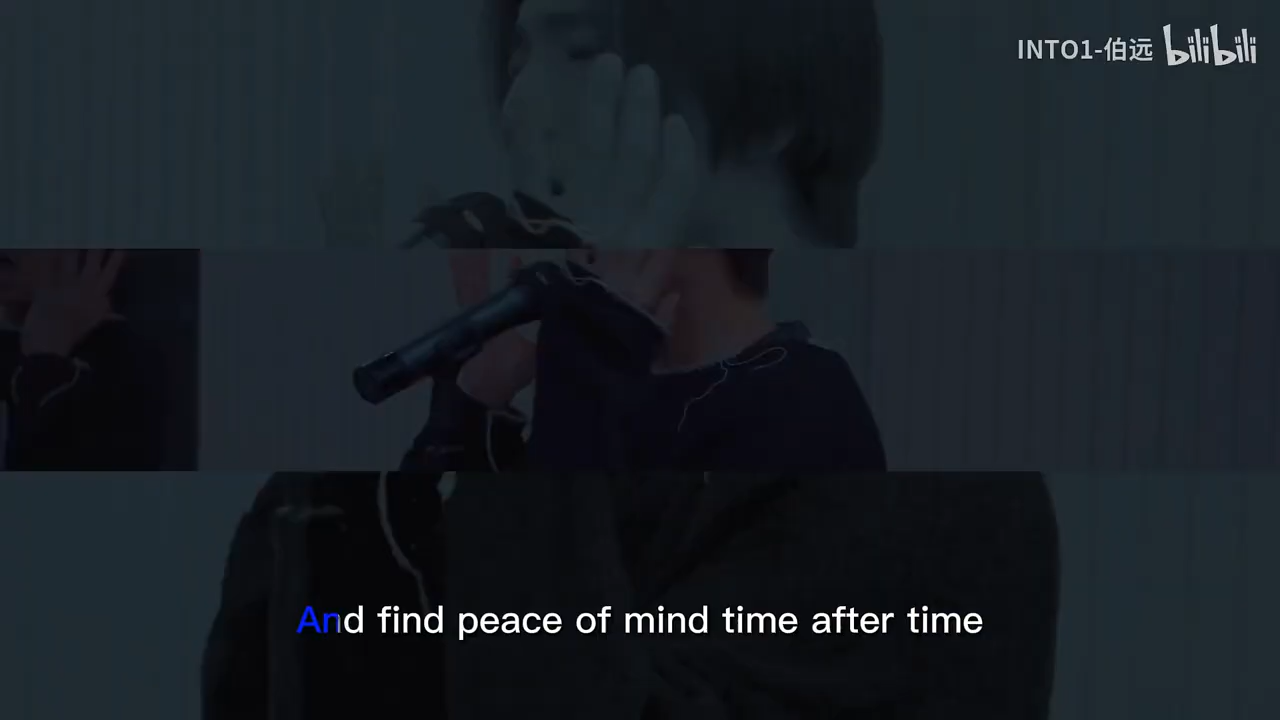 INTO1-伯远 bilibili
And find peace of mind time after time